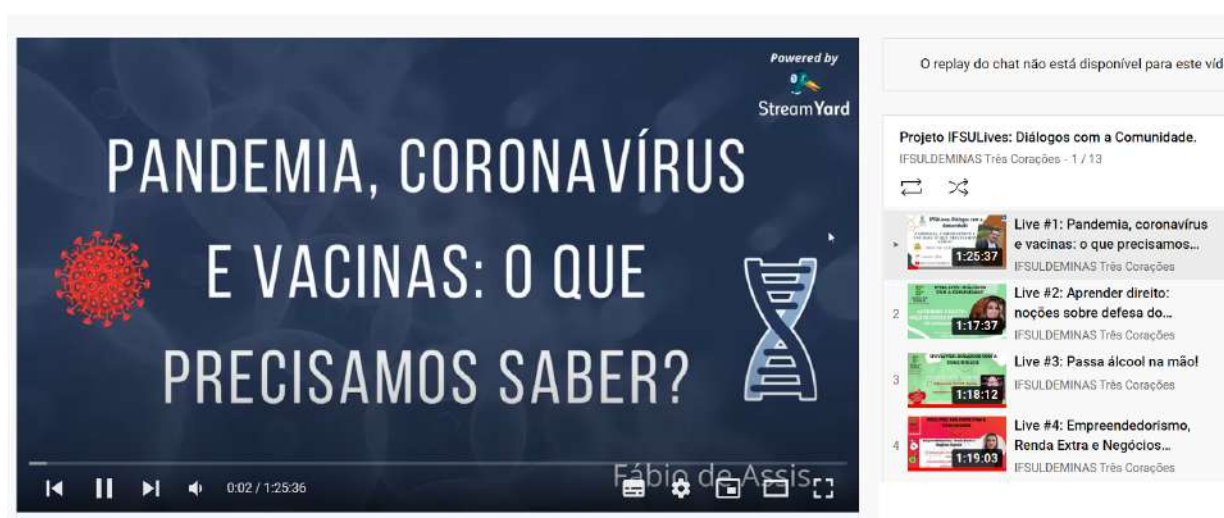 Powered by
StreamYard
PANDEMIA, CORONAVÍRUS
E VACINAS: O QUE
PRECISAMOS SABER?
Fábio de Assis
0:02 / 1:25:36
O replay do chat não está disponível para este víd
Projeto IFSULives: Diálogos com a Comunidade.
IFSULDEMINAS Três Corações - 1 / 13
Live #1: Pandemia, coronavírus
e vacinas: o que precisamos...
IFSULDEMINAS Três Corações
1:25:37
2
Live #2: Aprender direito:
noções sobre defesa do...
IFSULDEMINAS Três Corações
1:17:37
3
Live #3: Passa álcool na mão!
IFSULDEMINAS Três Corações
1:18:12
4
Live #4: Empreendedorismo,
Renda Extra e Negócios...
IFSULDEMINAS Três Corações
1:19:03